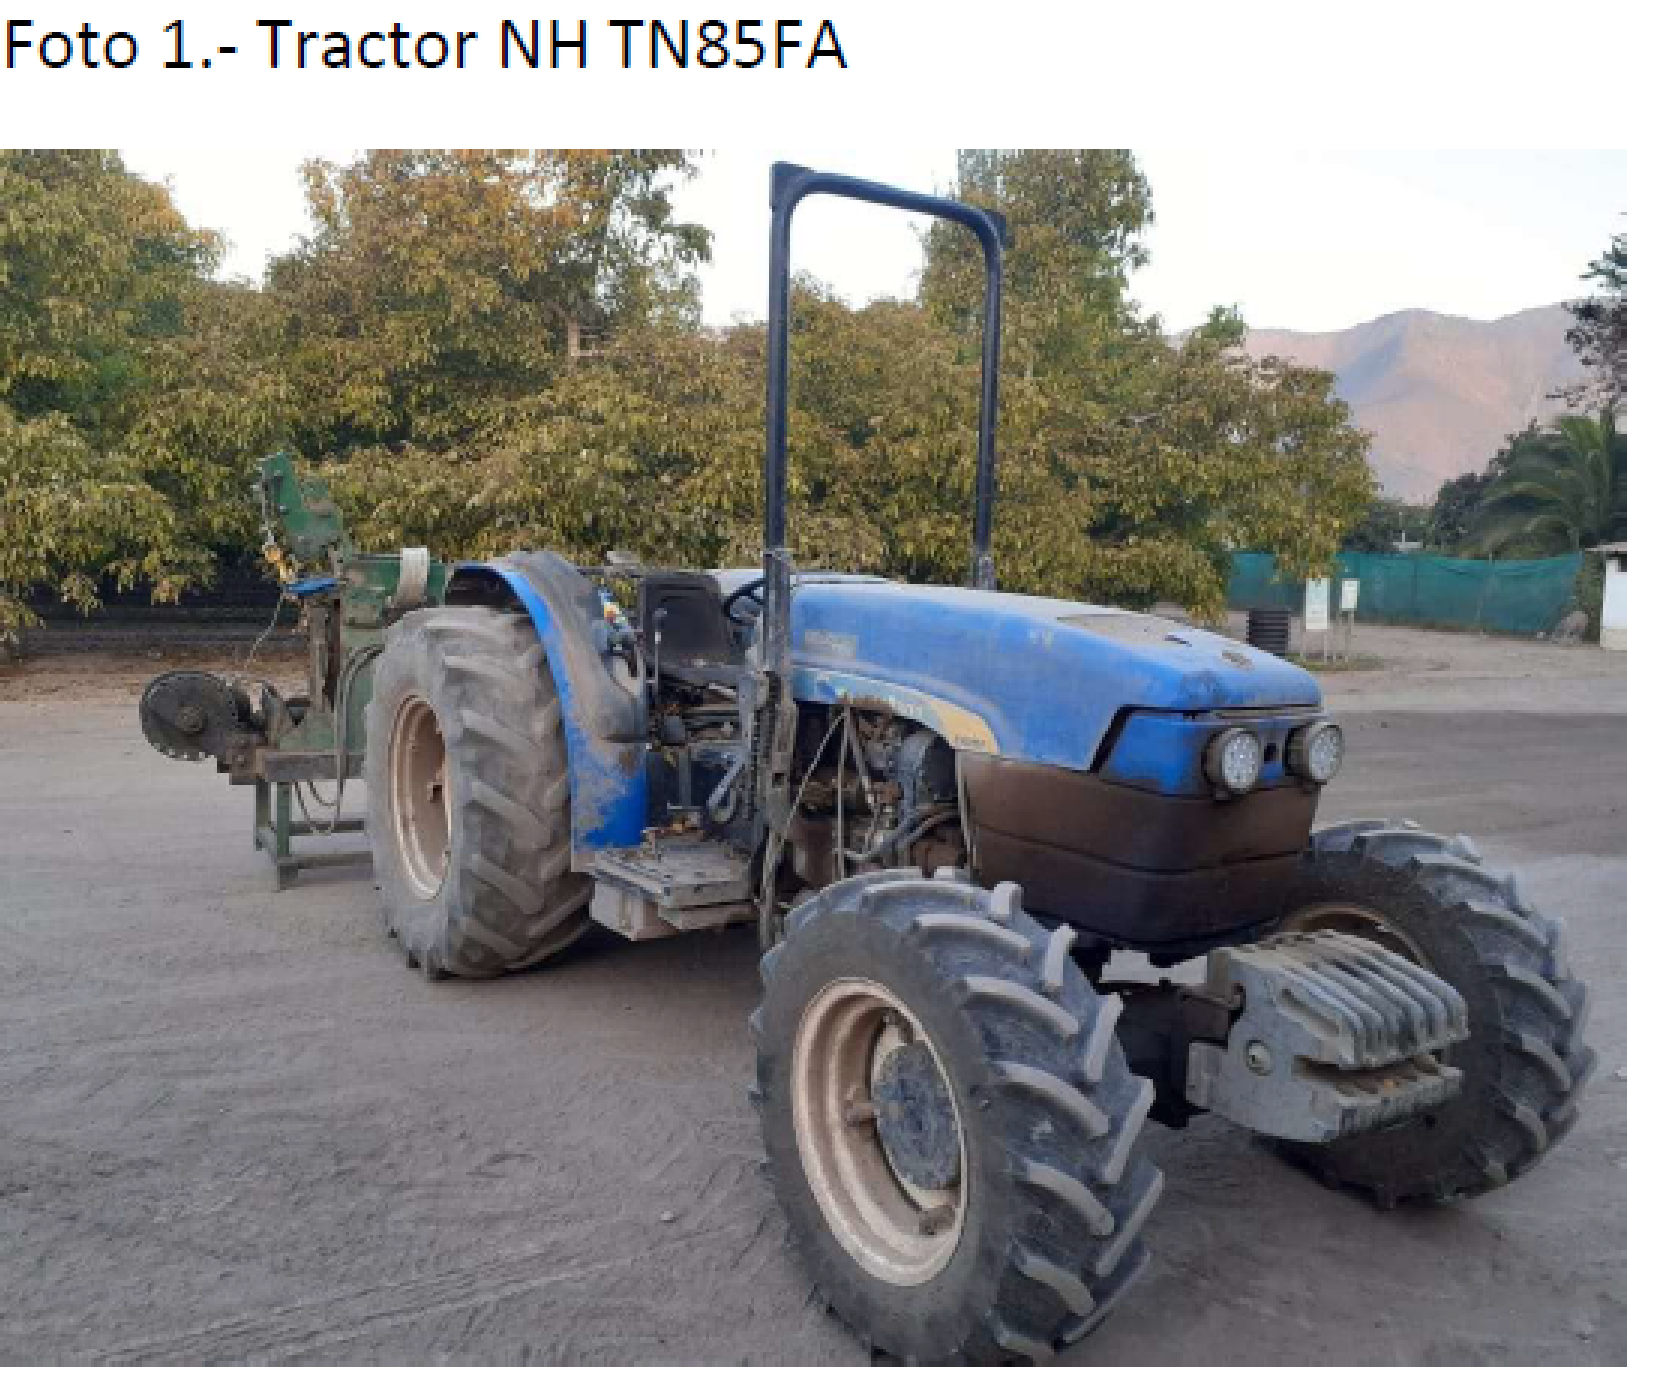 Foto 1.- Tractor NH TN85FA